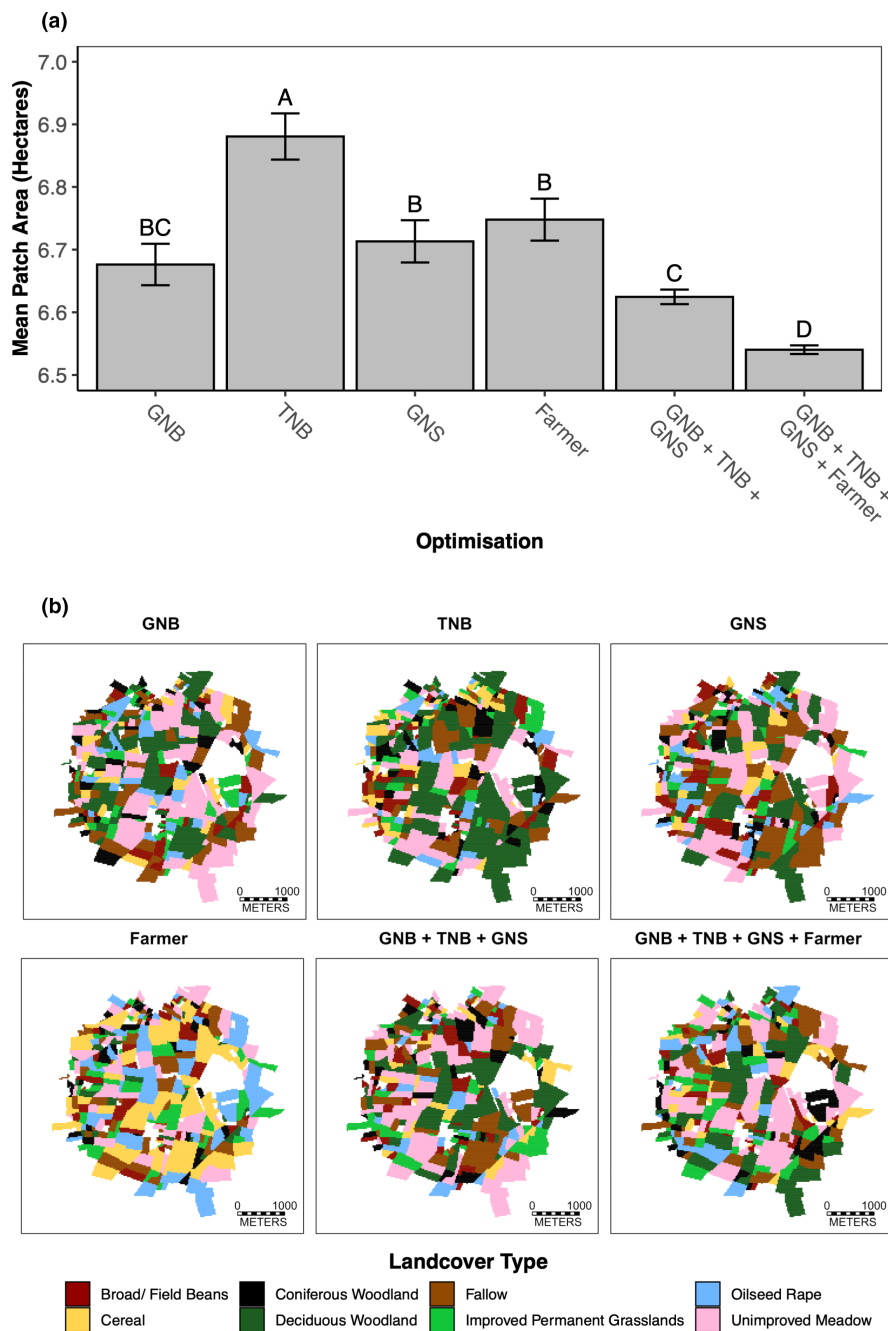 (a)
Mean Patch Area (Hectares)
7.0
6.9
6.8
6.7
6.6
6.5
BC
A
B
B
C
D
GNB
TNB
GNS
Farmer
GNB + TNB +
GNS
GNB + TNB +
GNS + Farmer
Optimisation
(b)
GNB
TNB
GNS
0 1000
METERS
0 1000
METERS
0 1000
METERS
Farmer
GNB + TNB + GNS
GNB + TNB + GNS + Farmer
0 1000
METERS
0 1000
METERS
0 1000
METERS
Landcover Type
Broad/ Field Beans
Coniferous Woodland
Fallow
Oilseed Rape
Cereal
Deciduous Woodland
Improved Permanent Grasslands
Unimproved Meadow